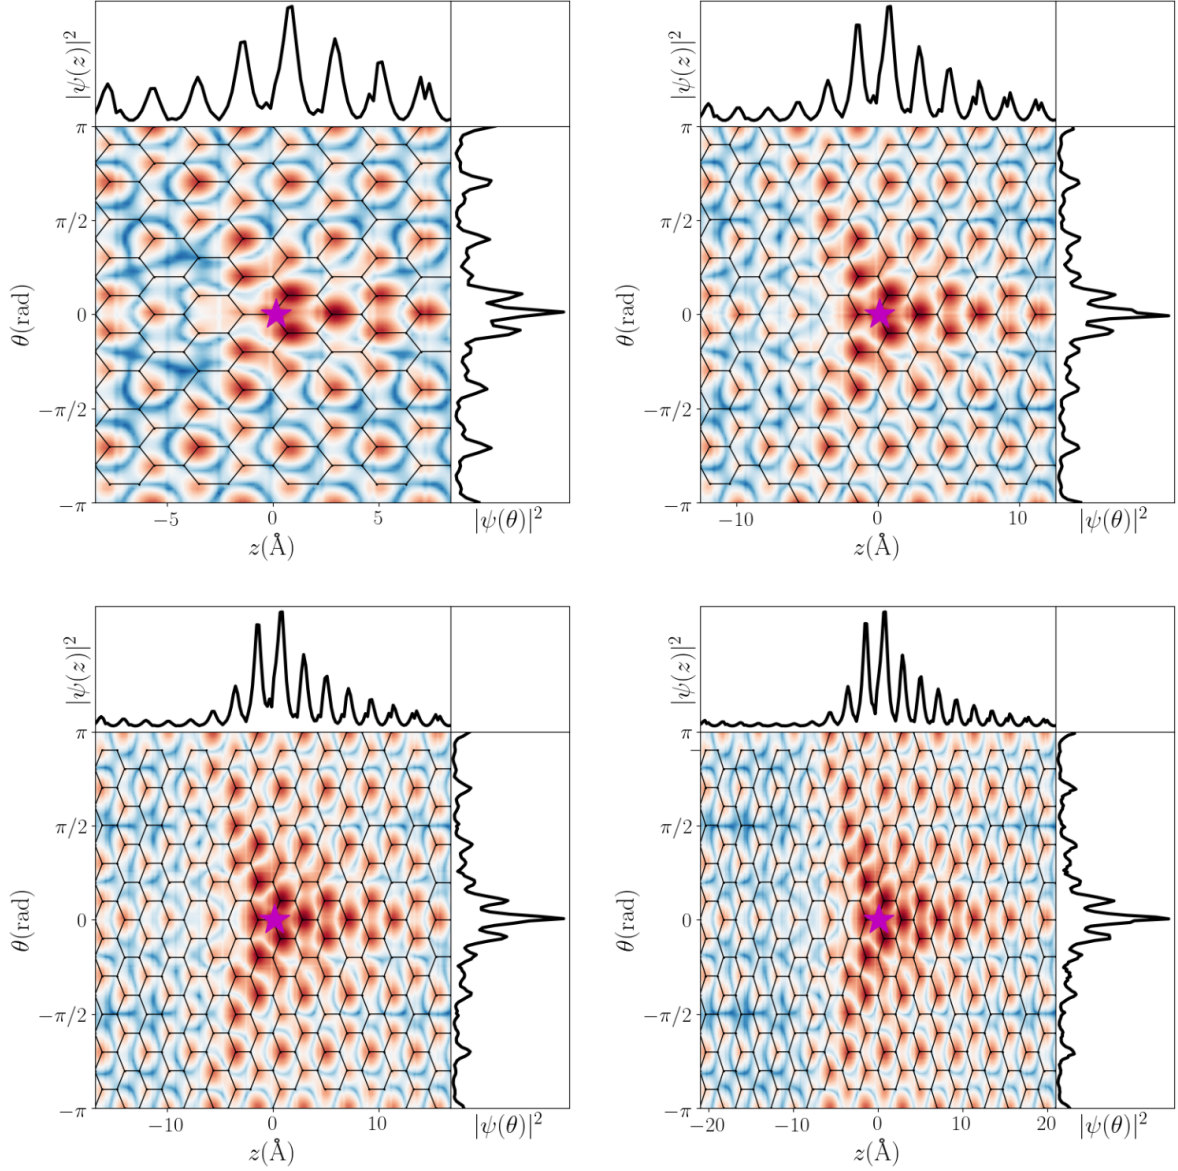 |ψ(z)|²
|ψ(z)|²
π
π/2
0
−π/2
−π
θ(rad)
−5
0
5
|ψ(θ)|²
z(Å)
π
π/2
0
−π/2
−π
θ(rad)
−10
0
10
|ψ(θ)|²
z(Å)
|ψ(z)|²
|ψ(z)|²
π
π/2
0
−π/2
−π
θ(rad)
−10
0
10
|ψ(θ)|²
z(Å)
π
π/2
0
−π/2
−π
θ(rad)
−20
−10
0
10
20
|ψ(θ)|²
z(Å)